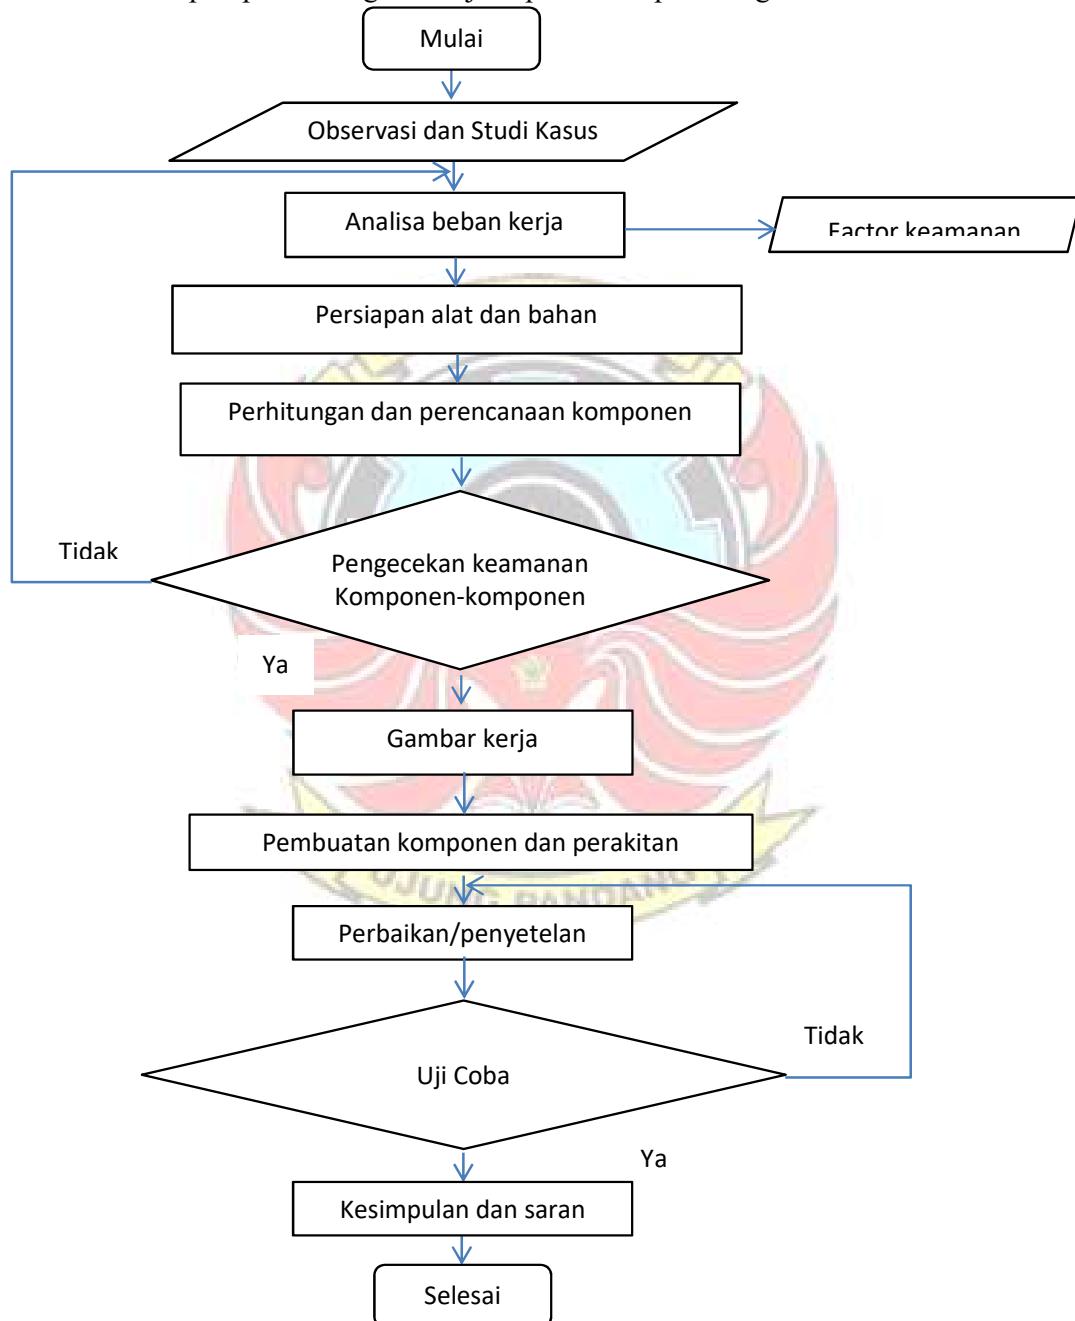 Mulai
Observasi dan Studi Kasus
Analisa beban kerja
Factor keamanan
Persiapan alat dan bahan
Perhitungan dan perencanaan komponen
Tidak
Pengecekan keamanan
Komponen-komponen
Ya
Gambar kerja
Pembuatan komponen dan perakitan
UJUNG PANDANG
Perbaikan/penyetelan
Tidak
Uji Coba
Ya
Kesimpulan dan saran
Selesai